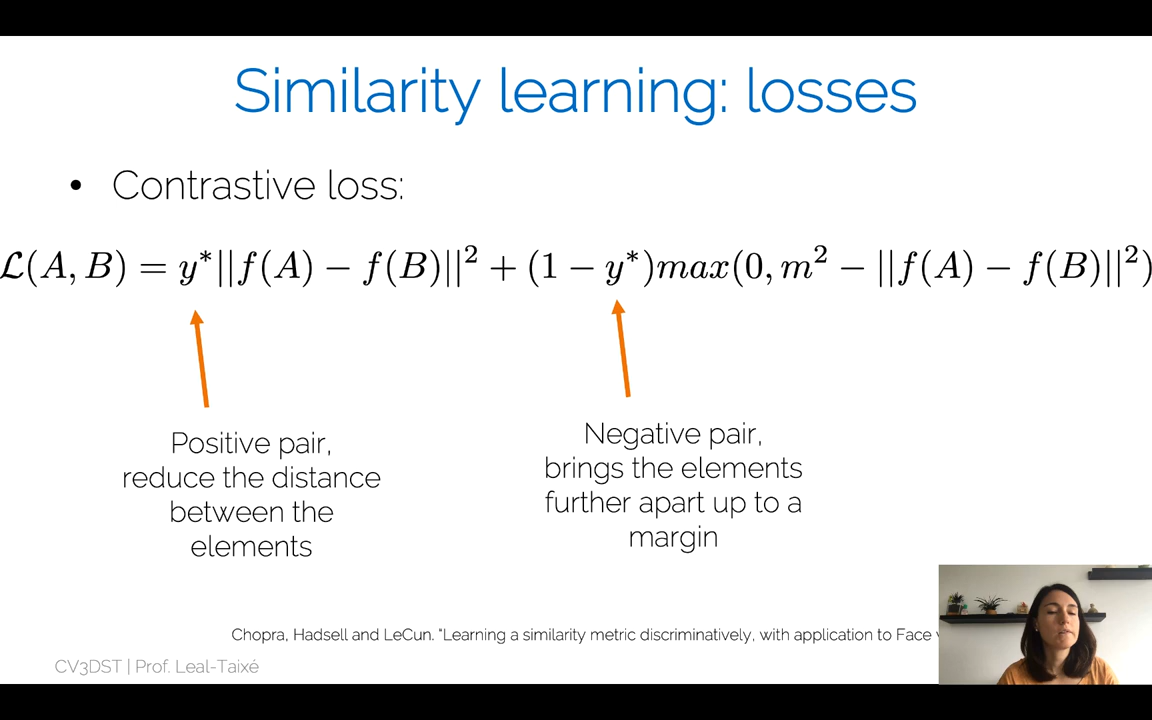 Similarity learning: losses
• Contrastive loss:
ℒ(A, B) = y*||f(A) − f(B)||² + (1 − y*)max(0, m² − ||f(A) − f(B)||²)
Positive pair,
reduce the distance
between the
elements
Negative pair,
brings the elements
further apart up to a
margin
Chopra, Hadsell and LeCun. "Learning a similarity metric discriminatively, with application to Face
CV3DST | Prof. Leal-Taixé